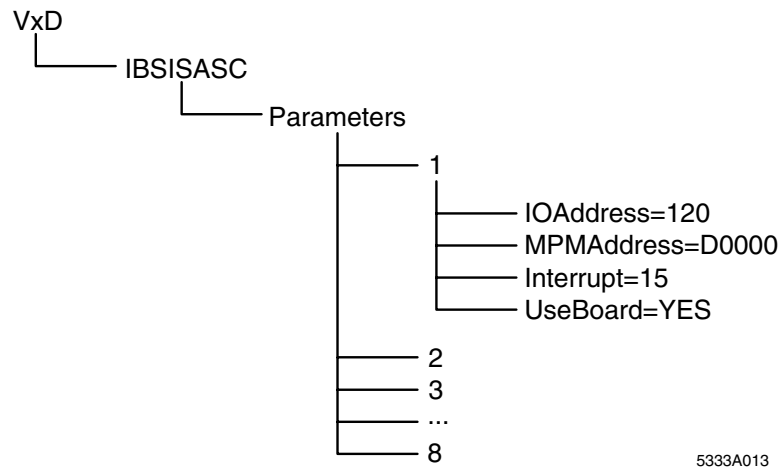 VxD
IBSISASC
Parameters
1
IOAddress=120
MPMAddress=D0000
Interrupt=15
UseBoard=YES
2
3
...
8
5333A013